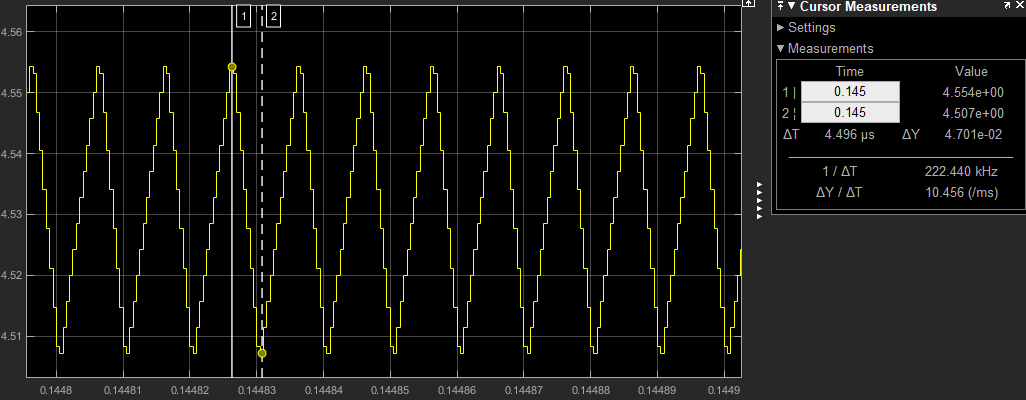 1 2
4.56
4.55
4.54
4.53
4.52
4.51
0.1448 0.14481 0.14482 0.14483 0.14484 0.14485 0.14486 0.14487 0.14488 0.14489 0.1449
Cursor Measurements
Settings
Measurements
Time Value
1 | 0.145 4.554e+00
2 ¦ 0.145 4.507e+00
ΔT 4.496 µs ΔY 4.701e-02
1 / ΔT 222.440 kHz
ΔY / ΔT 10.456 (/ms)